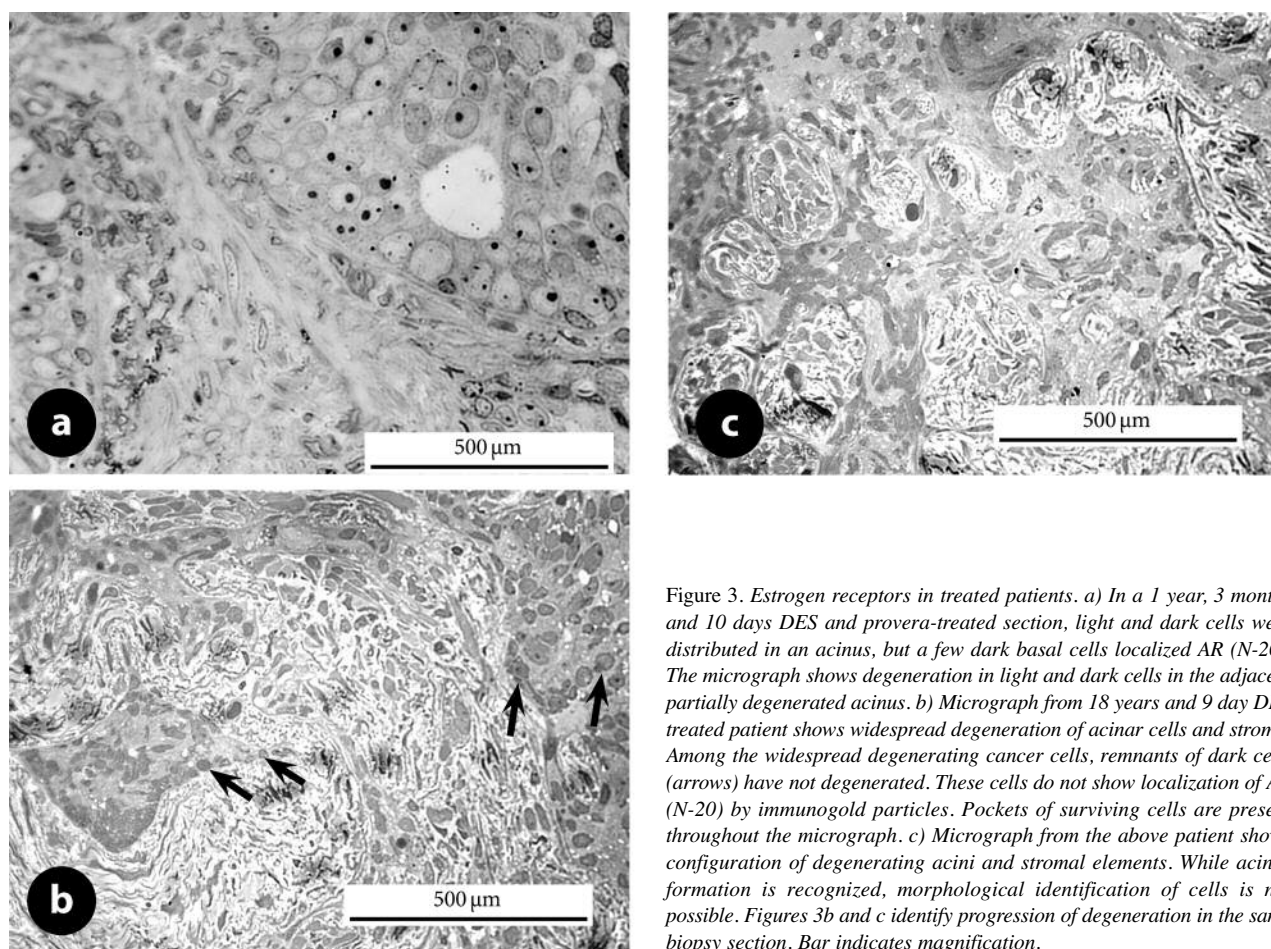 a
500 µm
c
500 µm
b
500 µm
Figure 3. Estrogen receptors in treated patients. a) In a 1 year, 3 month
and 10 days DES and provera-treated section, light and dark cells we
distributed in an acinus, but a few dark basal cells localized AR (N-20
The micrograph shows degeneration in light and dark cells in the adjace
partially degenerated acinus. b) Micrograph from 18 years and 9 day DE
treated patient shows widespread degeneration of acinar cells and strom
Among the widespread degenerating cancer cells, remnants of dark cel
(arrows) have not degenerated. These cells do not show localization of A
(N-20) by immunogold particles. Pockets of surviving cells are prese
throughout the micrograph. c) Micrograph from the above patient show
configuration of degenerating acini and stromal elements. While acin
formation is recognized, morphological identification of cells is n
possible. Figures 3b and c identify progression of degeneration in the sam
biopsy section. Bar indicates magnification.